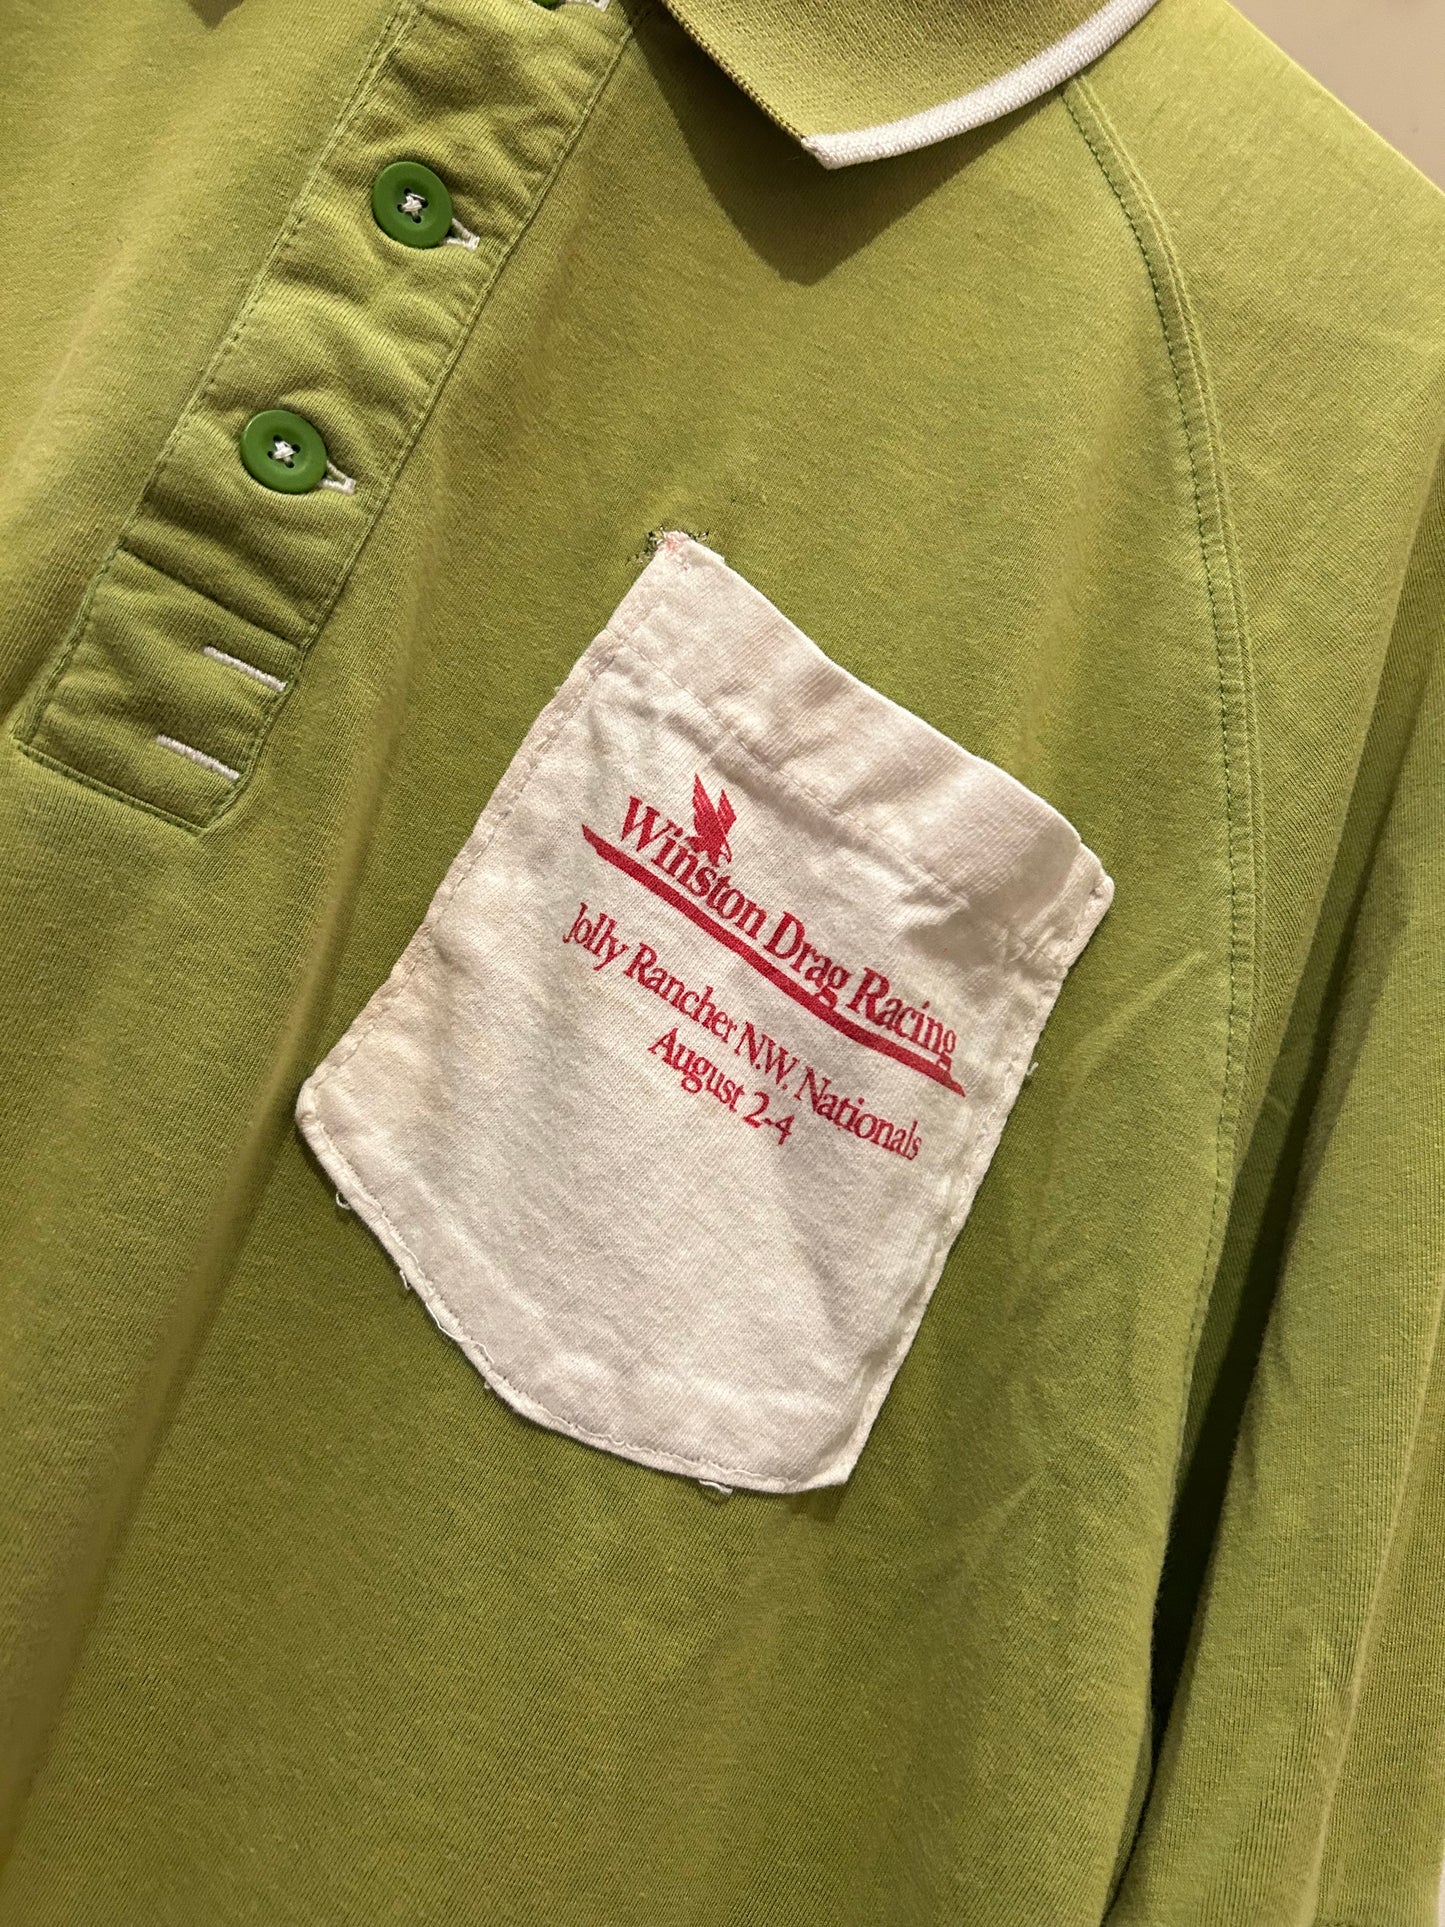 Winston Drag Racing
Jolly Rancher N.W. Nationals
August 2-4